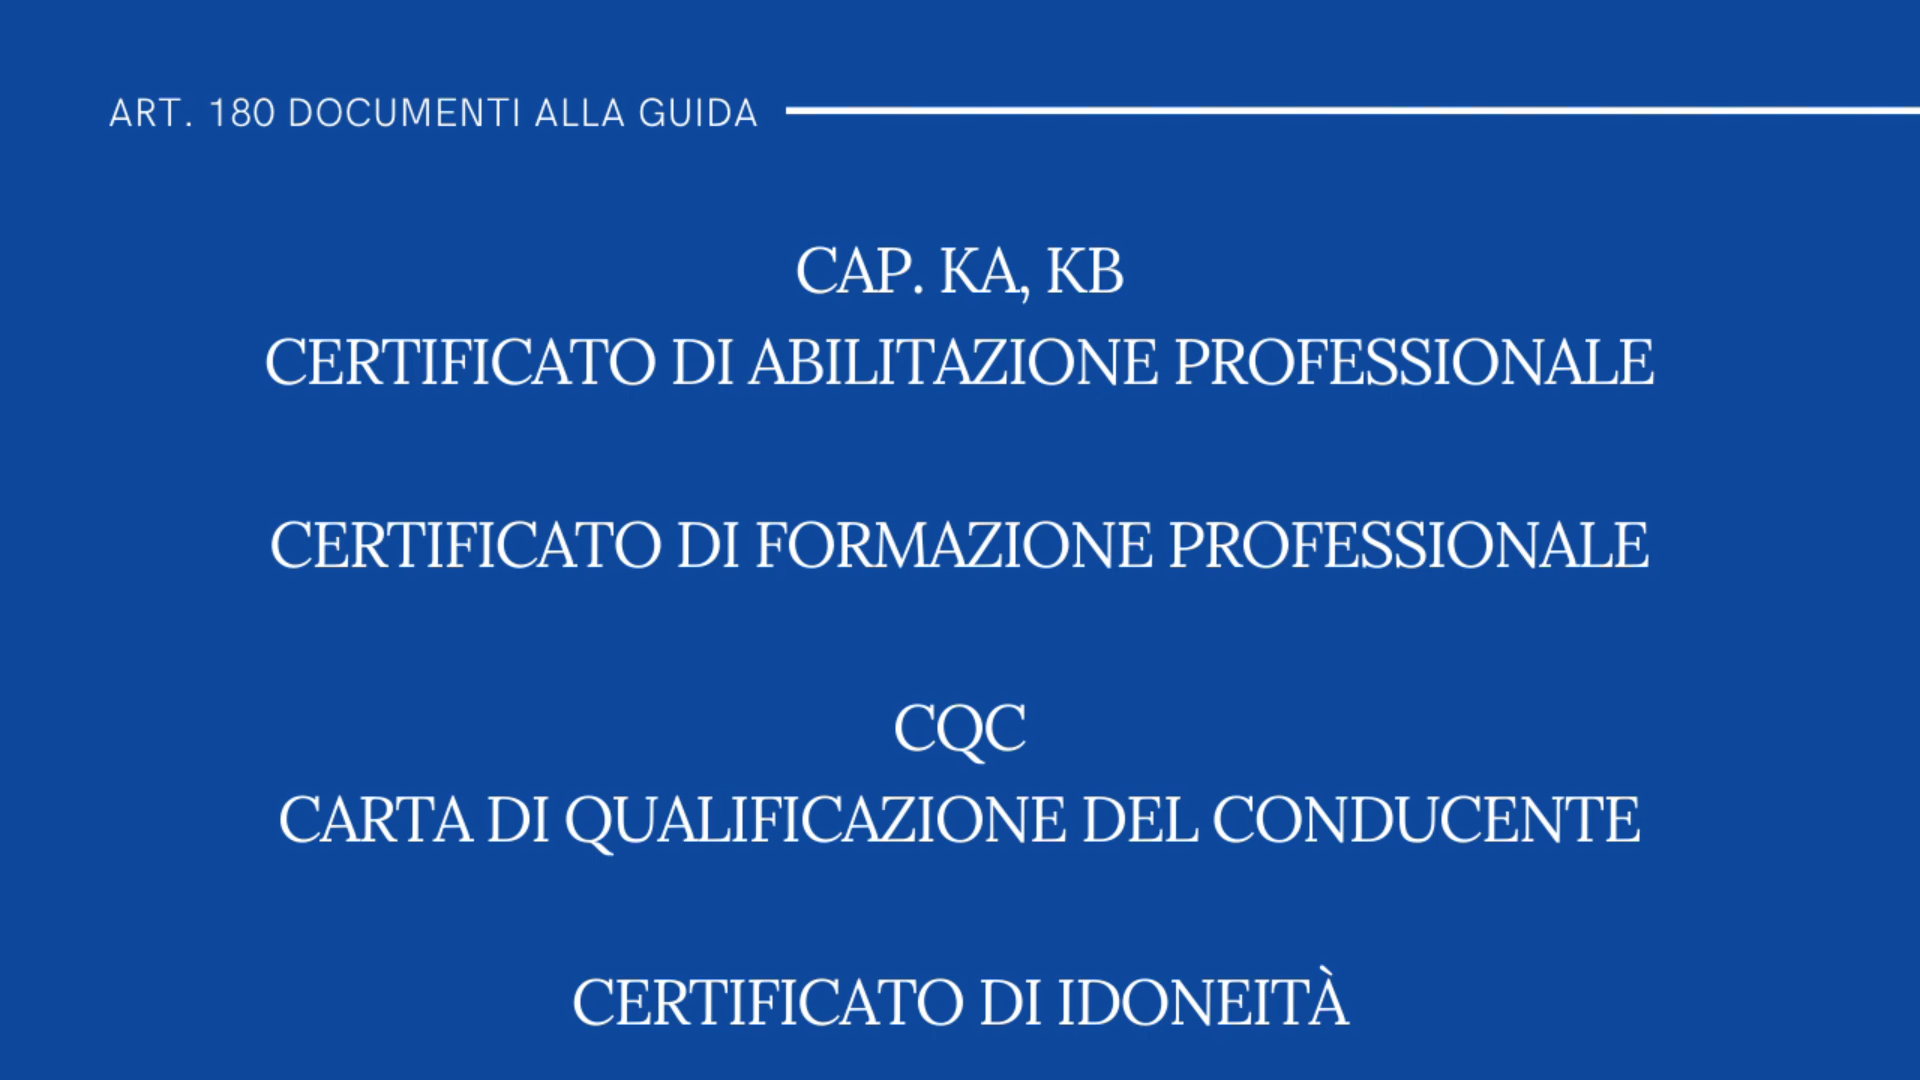 ART. 180 DOCUMENTI ALLA GUIDA
CAP. KA, KB
CERTIFICATO DI ABILITAZIONE PROFESSIONALE
CERTIFICATO DI FORMAZIONE PROFESSIONALE
CQC
CARTA DI QUALIFICAZIONE DEL CONDUCENTE
CERTIFICATO DI IDONEITÀ